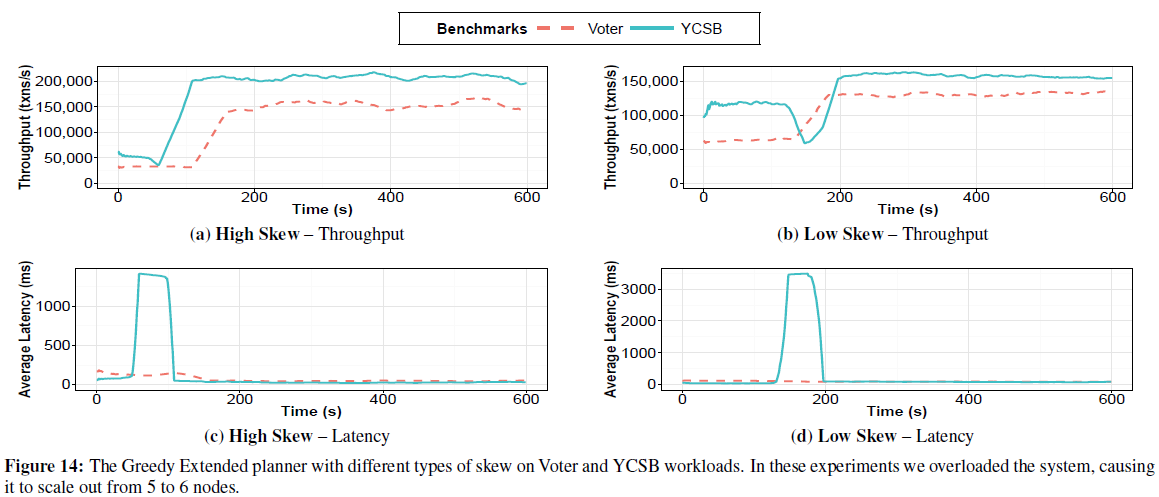 Benchmarks Voter YCSB
Throughput (txns/s)
200,000
150,000
100,000
50,000
0
0 200 400 600
Time (s)
(a) High Skew – Throughput
Throughput (txns/s)
150,000
100,000
50,000
0
0 200 400 600
Time (s)
(b) Low Skew – Throughput
Average Latency (ms)
1000
500
0
0 200 400 600
Time (s)
(c) High Skew – Latency
Average Latency (ms)
3000
2000
1000
0
0 200 400 600
Time (s)
(d) Low Skew – Latency
Figure 14: The Greedy Extended planner with different types of skew on Voter and YCSB workloads. In these experiments we overloaded the system, causing
it to scale out from 5 to 6 nodes.